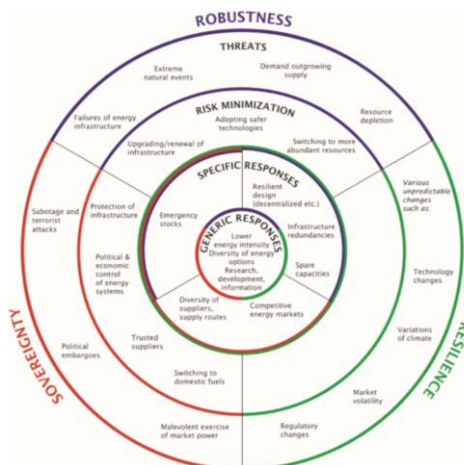 ROBUSTNESS
THREATS
Extreme
natural events
Demand outgrowing
supply
Failures of energy
infrastructure
Resource
depletion
RISK MINIMIZATION
Adopting safer
technologies
Upgrading/renewal of
infrastructure
Switching to more
abundant resources
SPECIFIC RESPONSES
Resilient
design
(decentralized etc.)
Emergency
stocks
Infrastructure
redundancies
GENERIC RESPONSES
Lower
energy intensity
Diversity of energy
options
Research,
development,
information
Spare
capacities
Diversity of
suppliers,
supply routes
Competitive
energy markets
Sabotage and
terrorist
attacks
Protection of
infrastructure
Political &
economic
control
of energy
systems
Political
embargoes
Trusted
suppliers
Switching to
domestic fuels
Malevolent exercise
of market power
SOVEREIGNTY
Various
unpredictable
changes
such as:
Technology
changes
Variations
of climate
Market
volatility
Regulatory
changes
RESILIENCE